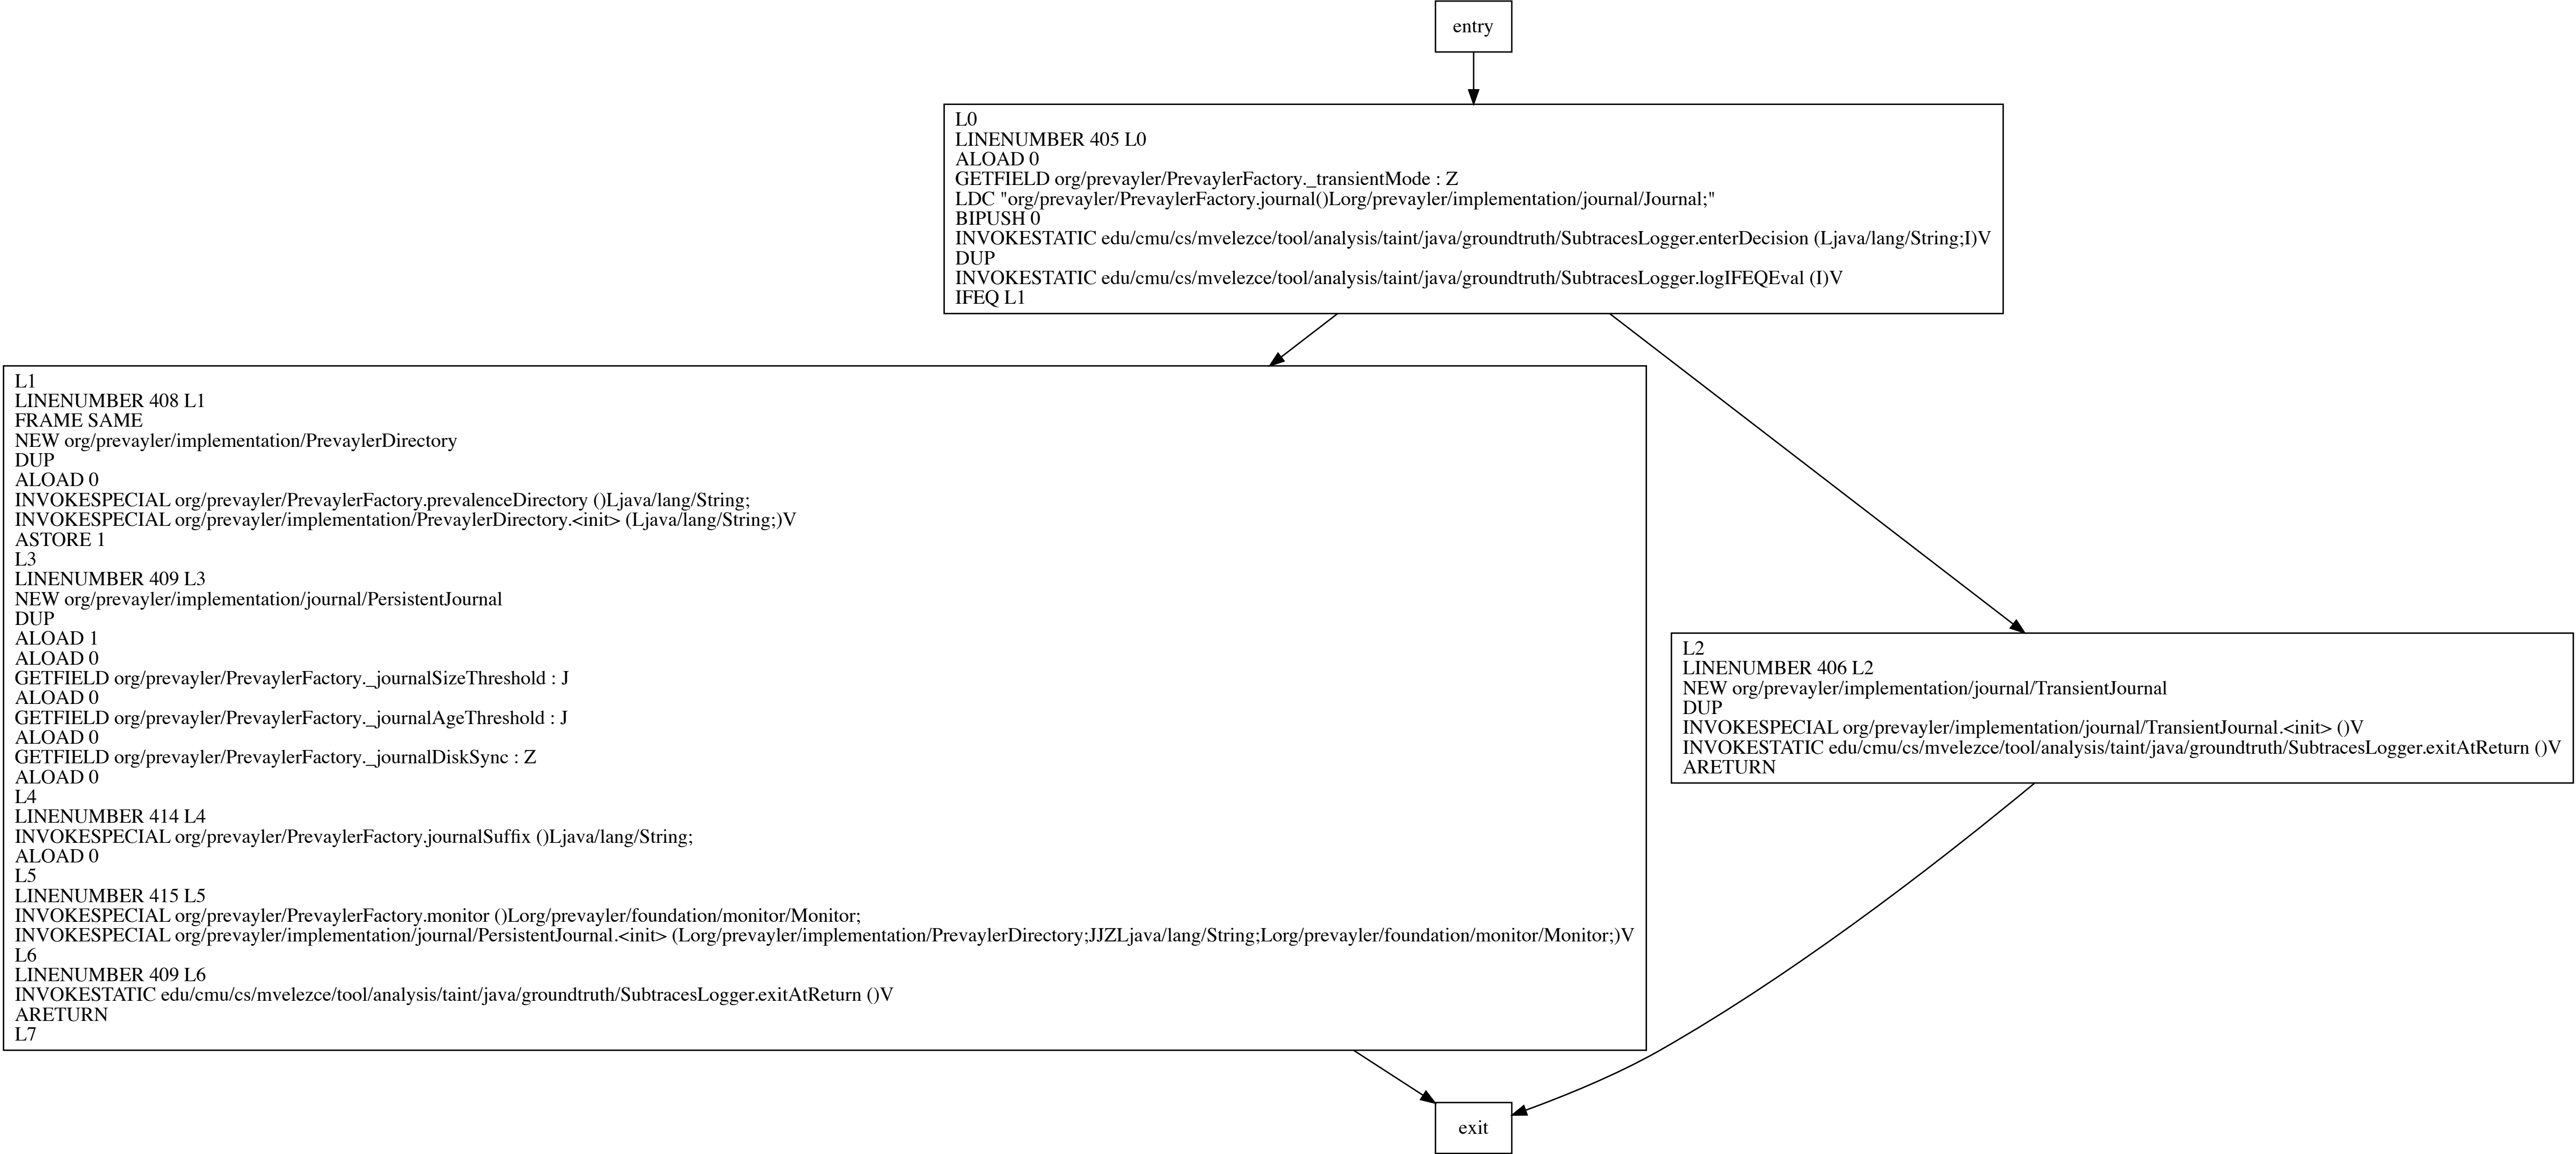 entry
L0
LINENUMBER 405 L0
ALOAD 0
GETFIELD org/prevayler/PrevaylerFactory._transientMode : Z
LDC "org/prevayler/PrevaylerFactory.journal()Lorg/prevayler/implementation/journal/Journal;"
BIPUSH 0
INVOKESTATIC edu/cmu/cs/mvelezce/tool/analysis/taint/java/groundtruth/SubtracesLogger.enterDecision (Ljava/lang/String;I)V
DUP
INVOKESTATIC edu/cmu/cs/mvelezce/tool/analysis/taint/java/groundtruth/SubtracesLogger.logIFEQEval (I)V
IFEQ L1
L1
LINENUMBER 408 L1
FRAME SAME
NEW org/prevayler/implementation/PrevaylerDirectory
DUP
ALOAD 0
INVOKESPECIAL org/prevayler/PrevaylerFactory.prevalenceDirectory ()Ljava/lang/String;
INVOKESPECIAL org/prevayler/implementation/PrevaylerDirectory.<init> (Ljava/lang/String;)V
ASTORE 1
L3
LINENUMBER 409 L3
NEW org/prevayler/implementation/journal/PersistentJournal
DUP
ALOAD 1
ALOAD 0
GETFIELD org/prevayler/PrevaylerFactory._journalSizeThreshold : J
ALOAD 0
GETFIELD org/prevayler/PrevaylerFactory._journalAgeThreshold : J
ALOAD 0
GETFIELD org/prevayler/PrevaylerFactory._journalDiskSync : Z
ALOAD 0
L4
LINENUMBER 414 L4
INVOKESPECIAL org/prevayler/PrevaylerFactory.journalSuffix ()Ljava/lang/String;
ALOAD 0
L5
LINENUMBER 415 L5
INVOKESPECIAL org/prevayler/PrevaylerFactory.monitor ()Lorg/prevayler/foundation/monitor/Monitor;
INVOKESPECIAL org/prevayler/implementation/journal/PersistentJournal.<init> (Lorg/prevayler/implementation/PrevaylerDirectory;JJZLjava/lang/String;Lorg/prevayler/foundation/monitor/Monitor;)V
L6
LINENUMBER 409 L6
INVOKESTATIC edu/cmu/cs/mvelezce/tool/analysis/taint/java/groundtruth/SubtracesLogger.exitAtReturn ()V
ARETURN
L7
L2
LINENUMBER 406 L2
NEW org/prevayler/implementation/journal/TransientJournal
DUP
INVOKESPECIAL org/prevayler/implementation/journal/TransientJournal.<init> ()V
INVOKESTATIC edu/cmu/cs/mvelezce/tool/analysis/taint/java/groundtruth/SubtracesLogger.exitAtReturn ()V
ARETURN
exit